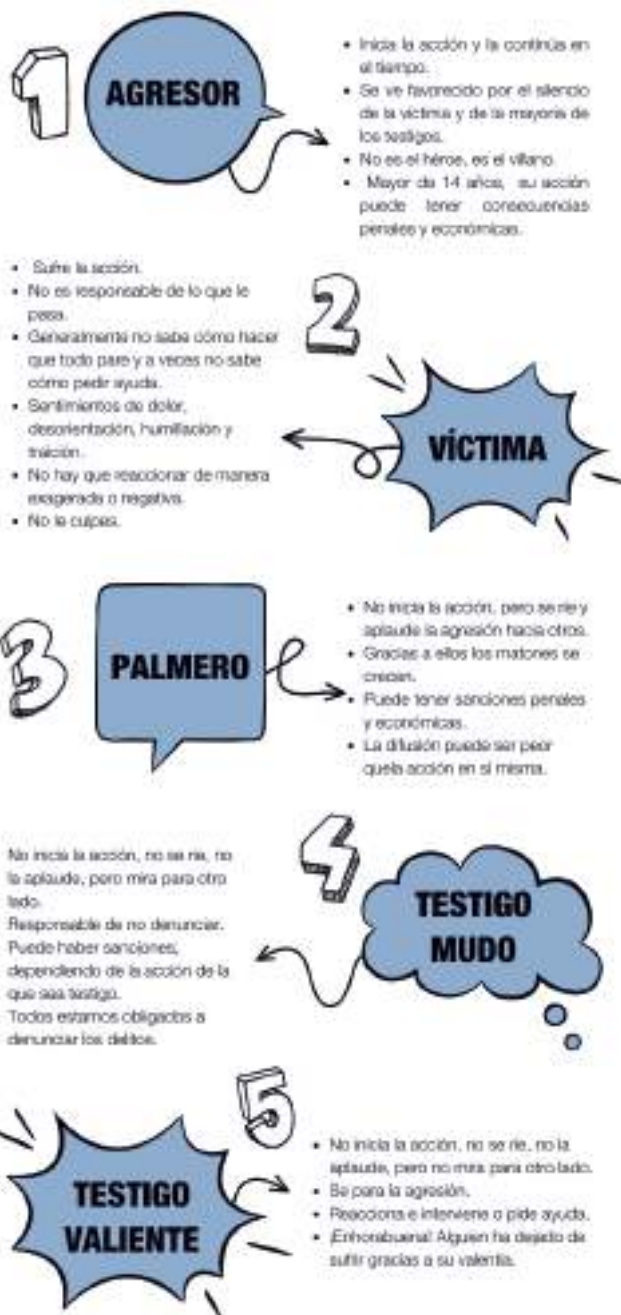 1
AGRESOR
• Inicia la acción y la continúa en
el tiempo.
• Se ve favorecido por el silencio
de la víctima y de la mayoría de
los testigos.
• No es el héroe, es el villano.
• Mayor de 14 años, su acción
puede tener consecuencias
penales y económicas.
2
VÍCTIMA
• Sufre la acción.
• No es responsable de lo que le
pasa.
• Generalmente no sabe cómo hacer
que todo pare y a veces no sabe
cómo pedir ayuda.
• Sentimientos de dolor,
desorientación, humillación y
traición.
• No hay que reaccionar de manera
exagerada o negativa.
• No le culpes.
3
PALMERO
• No inicia la acción, pero se ríe y
aplaude la agresión hacia otros.
• Gracias a ellos los matones se
crecen.
• Puede tener sanciones penales
y económicas.
• La difusión puede ser peor
quela acción en sí misma.
4
TESTIGO
MUDO
No inicia la acción, no se ríe, no
la aplaude, pero mira para otro
lado.
Responsable de no denunciar.
Puede haber sanciones,
dependiendo de la acción de la
que sea testigo.
Todos estamos obligados a
denunciar los delitos.
5
TESTIGO
VALIENTE
• No inicia la acción, no se ríe, no la
aplaude, pero no mira para otro lado.
• Se para la agresión.
• Reacciona e interviene o pide ayuda.
• ¡Enhorabuena! Alguien ha dejado de
sufrir gracias a su valentía.